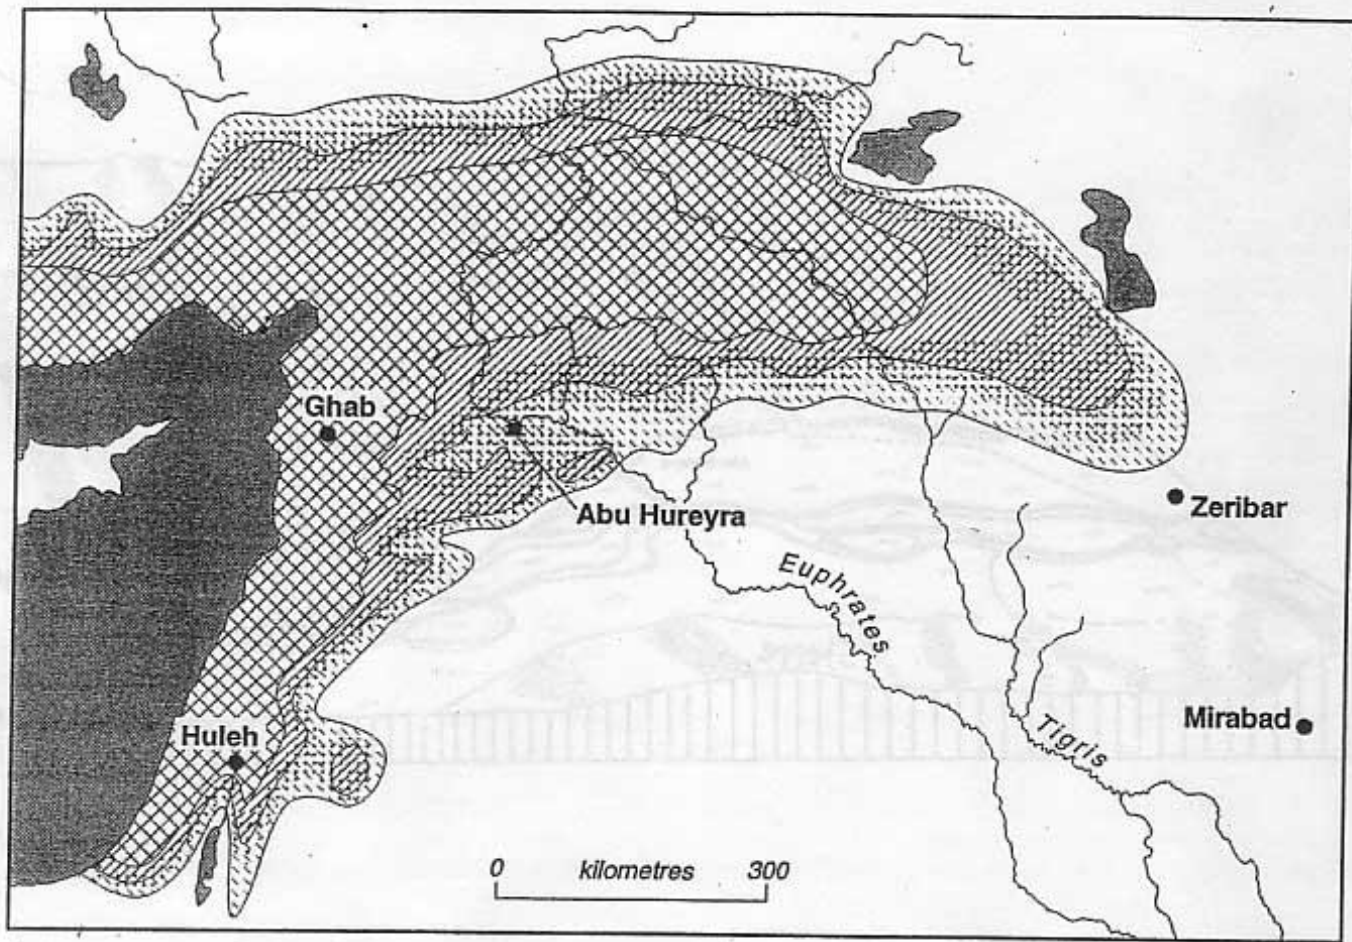 Ghab
Abu Hureyra
Zeribar
Euphrates
Huleh
Tigris
Mirabad
0 kilometres 300